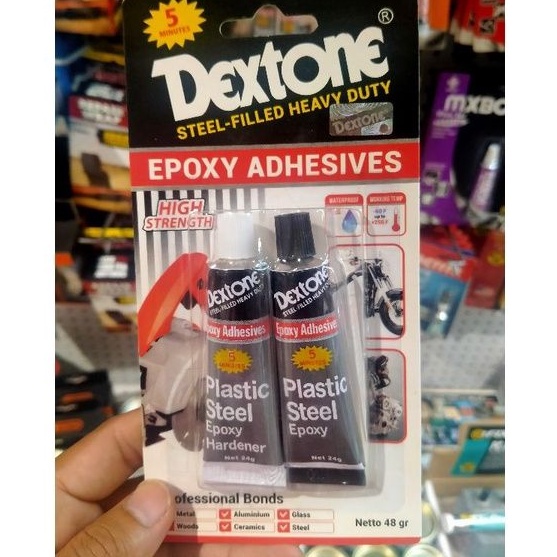 5
MINUTES
®
Dextone
STEEL-FILLED HEAVY DUTY
Dextone
EPOXY ADHESIVES
HIGH
STRENGTH
WATERPROOF
WORKING TEMP
Dextone
STEEL-FILLED HEAVY DUTY
Epoxy Adhesives
5
MINUTES
Plastic
Steel
Epoxy
Hardener
Net 24g
Dextone
STEEL-FILLED HEAVY DUTY
Epoxy Adhesive
5
MINUTES
Plastic
Steel
Epoxy
Net 24g
ofessional Bonds
Metal
Aluminium
Glass
Woods
Ceramics
Steel
Netto 48 gr